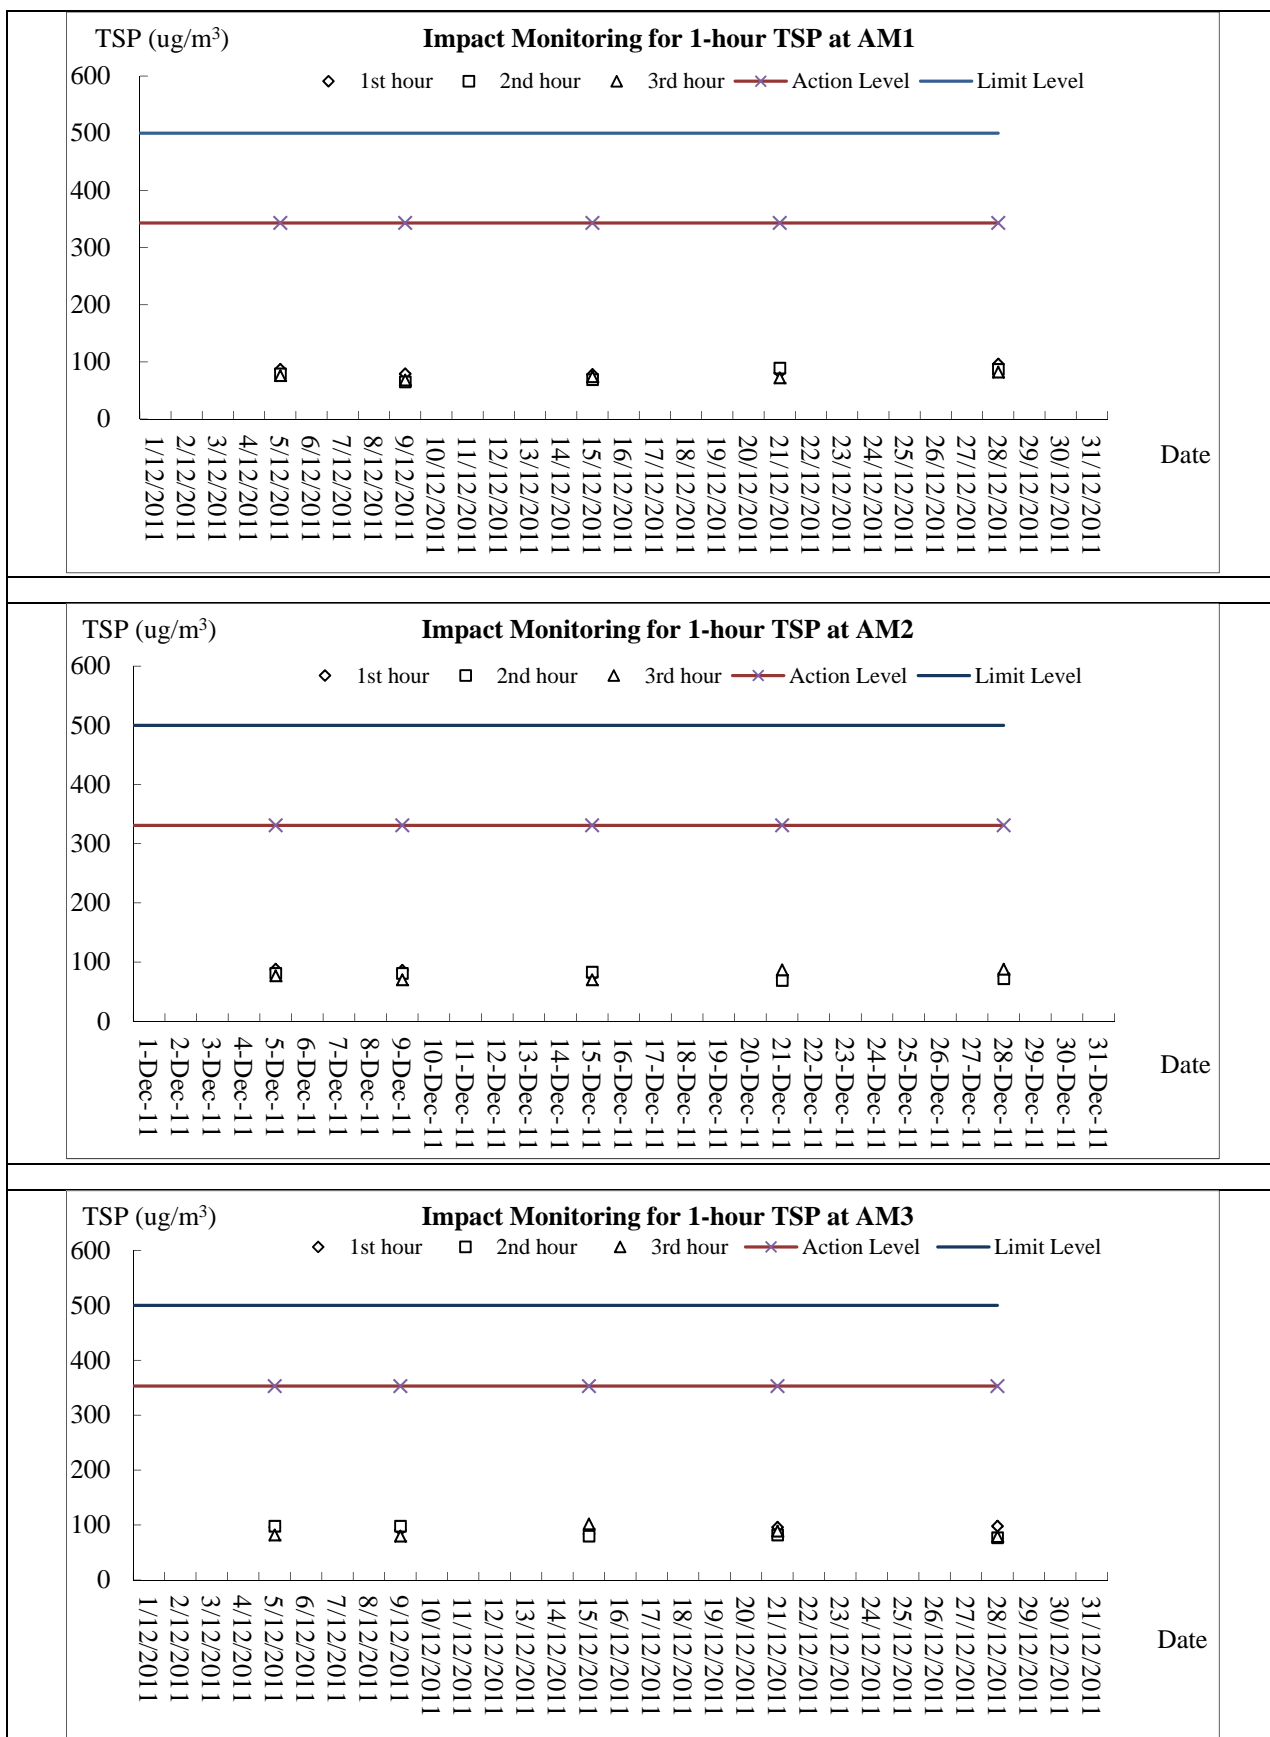 TSP (ug/m³) Impact Monitoring for 1-hour TSP at AM1
1st hour 2nd hour 3rd hour Action Level Limit Level
600
500
400
300
200
100
0
1/12/2011 2/12/2011 3/12/2011 4/12/2011 5/12/2011 6/12/2011 7/12/2011 8/12/2011 9/12/2011 10/12/2011 11/12/2011 12/12/2011 13/12/2011 14/12/2011 15/12/2011 16/12/2011 17/12/2011 18/12/2011 19/12/2011 20/12/2011 21/12/2011 22/12/2011 23/12/2011 24/12/2011 25/12/2011 26/12/2011 27/12/2011 28/12/2011 29/12/2011 30/12/2011 31/12/2011
Date
TSP (ug/m³) Impact Monitoring for 1-hour TSP at AM2
1st hour 2nd hour 3rd hour Action Level Limit Level
600
500
400
300
200
100
0
1-Dec-11 2-Dec-11 3-Dec-11 4-Dec-11 5-Dec-11 6-Dec-11 7-Dec-11 8-Dec-11 9-Dec-11 10-Dec-11 11-Dec-11 12-Dec-11 13-Dec-11 14-Dec-11 15-Dec-11 16-Dec-11 17-Dec-11 18-Dec-11 19-Dec-11 20-Dec-11 21-Dec-11 22-Dec-11 23-Dec-11 24-Dec-11 25-Dec-11 26-Dec-11 27-Dec-11 28-Dec-11 29-Dec-11 30-Dec-11 31-Dec-11
Date
TSP (ug/m³) Impact Monitoring for 1-hour TSP at AM3
1st hour 2nd hour 3rd hour Action Level Limit Level
600
500
400
300
200
100
0
1/12/2011 2/12/2011 3/12/2011 4/12/2011 5/12/2011 6/12/2011 7/12/2011 8/12/2011 9/12/2011 10/12/2011 11/12/2011 12/12/2011 13/12/2011 14/12/2011 15/12/2011 16/12/2011 17/12/2011 18/12/2011 19/12/2011 20/12/2011 21/12/2011 22/12/2011 23/12/2011 24/12/2011 25/12/2011 26/12/2011 27/12/2011 28/12/2011 29/12/2011 30/12/2011 31/12/2011
Date